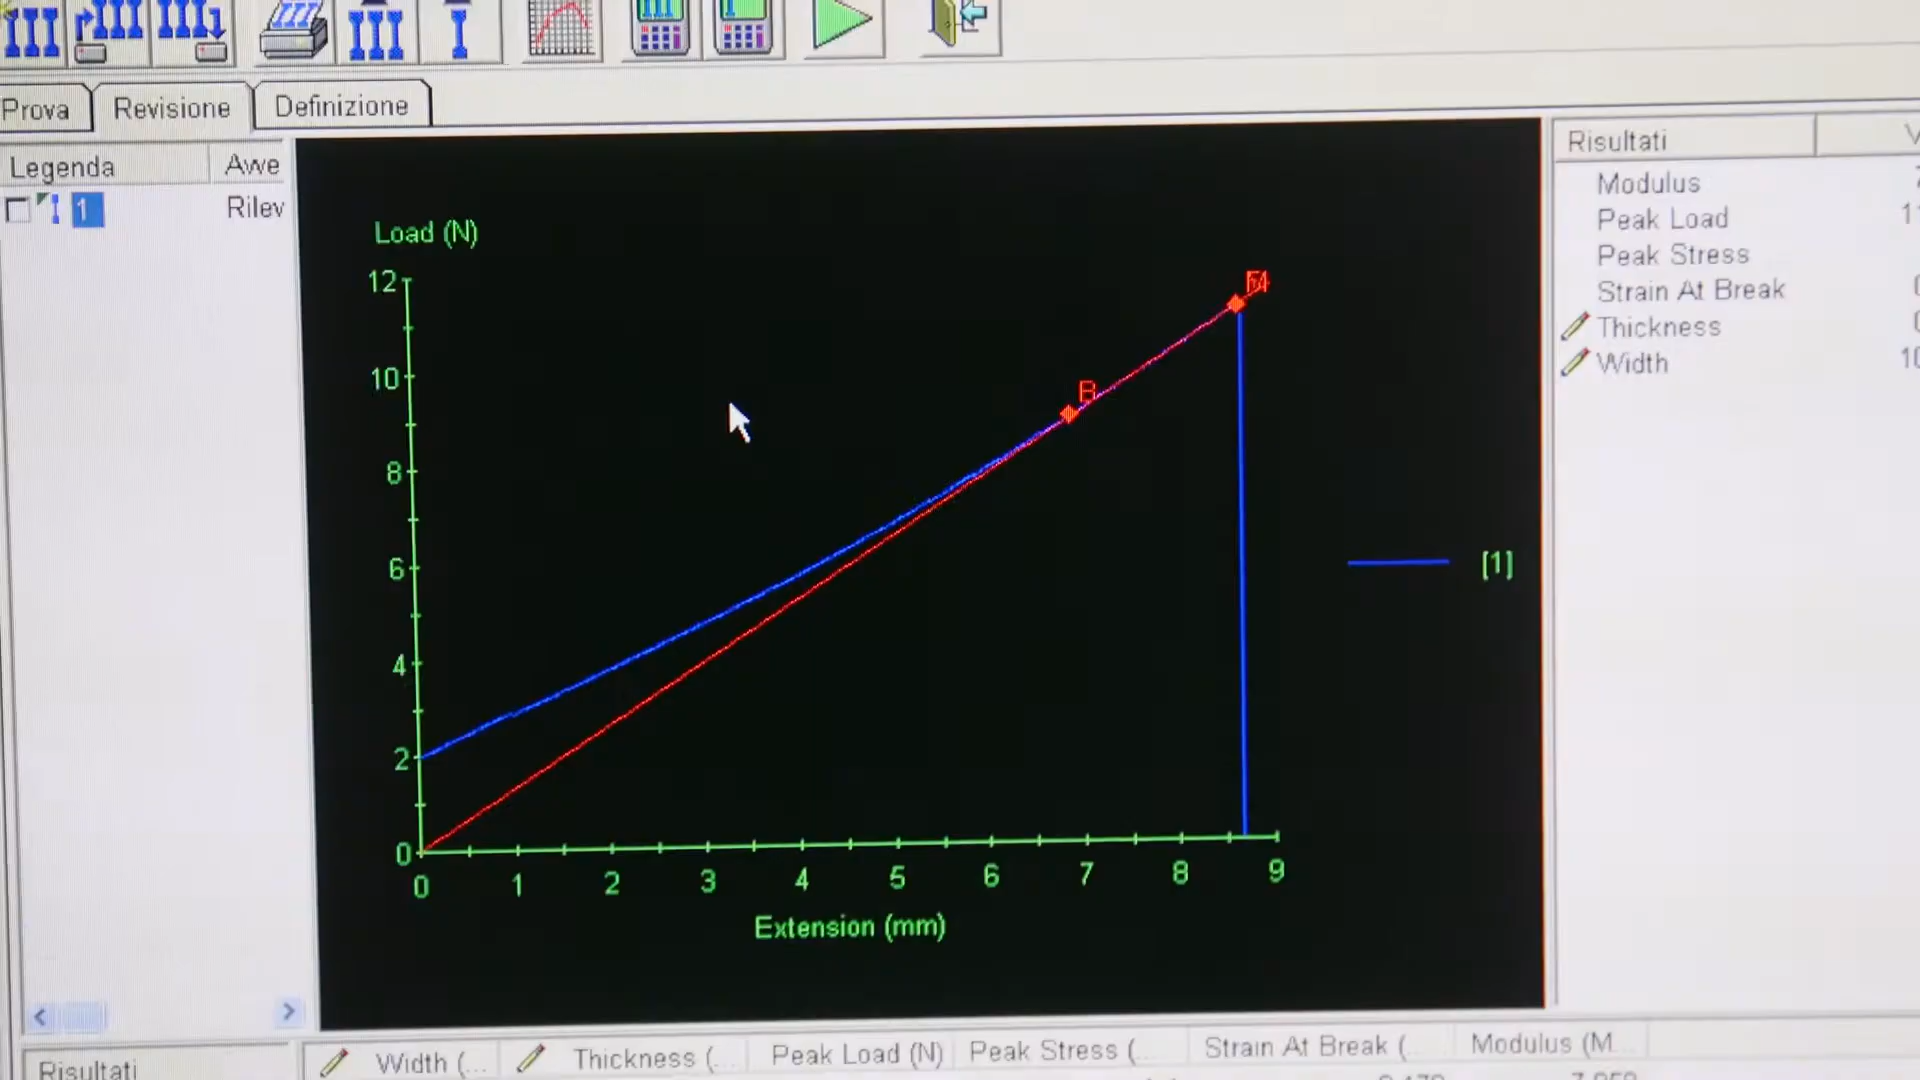 Prova Revisione Definizione
Legenda Awe
1 Rilev
Load (N)
12
10
8
6
4
2
0
B
0 1 2 3 4 5 6 7 8 9
Extension (mm)
[1]
Risultati
Modulus
Peak Load
Peak Stress
Strain At Break
Thickness
Width
Risultati Width (... Thickness (... Peak Load (N) Peak Stress (... Strain At Break (... Modulus (M...